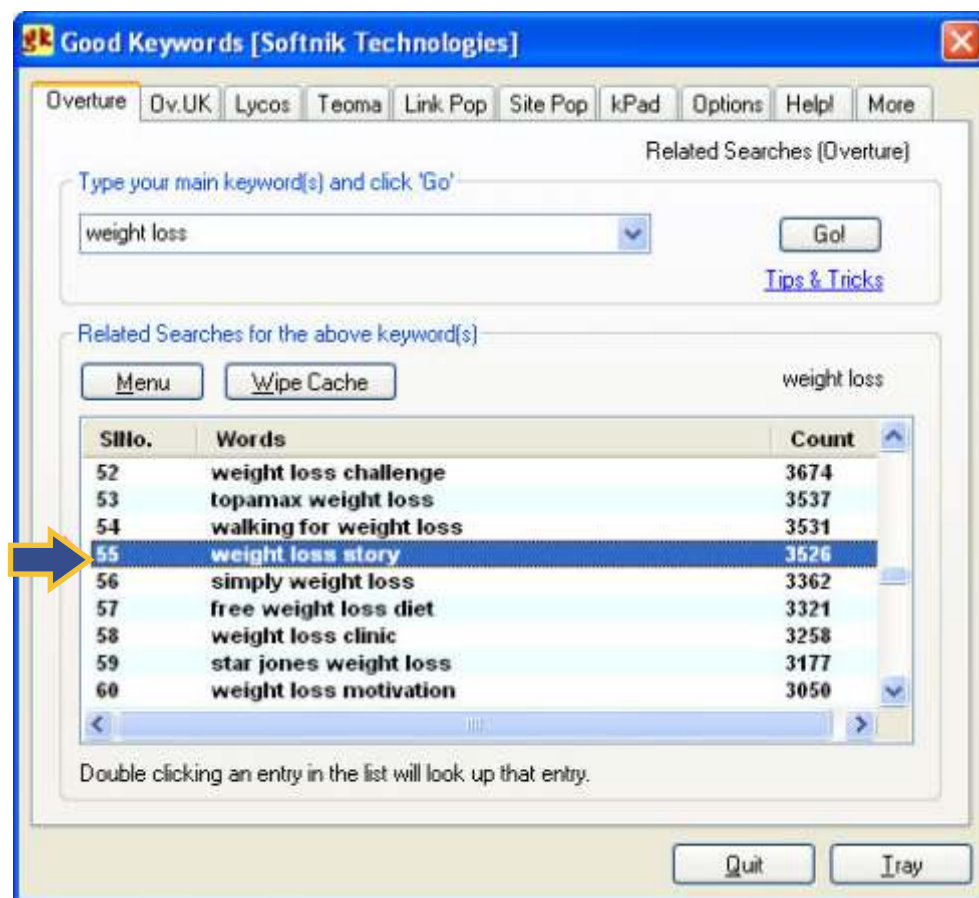 gk Good Keywords [Softnik Technologies]
Overture Ov.UK Lycos Teoma Link Pop Site Pop kPad Options Help! More
Related Searches (Overture)
Type your main keyword(s) and click 'Go'
weight loss Go!
Tips & Tricks
Related Searches for the above keyword(s)
Menu Wipe Cache weight loss
SlNo. Words Count
52 weight loss challenge 3674
53 topamax weight loss 3537
54 walking for weight loss 3531
55 weight loss story 3526
56 simply weight loss 3362
57 free weight loss diet 3321
58 weight loss clinic 3258
59 star jones weight loss 3177
60 weight loss motivation 3050
Double clicking an entry in the list will look up that entry.
Quit Tray